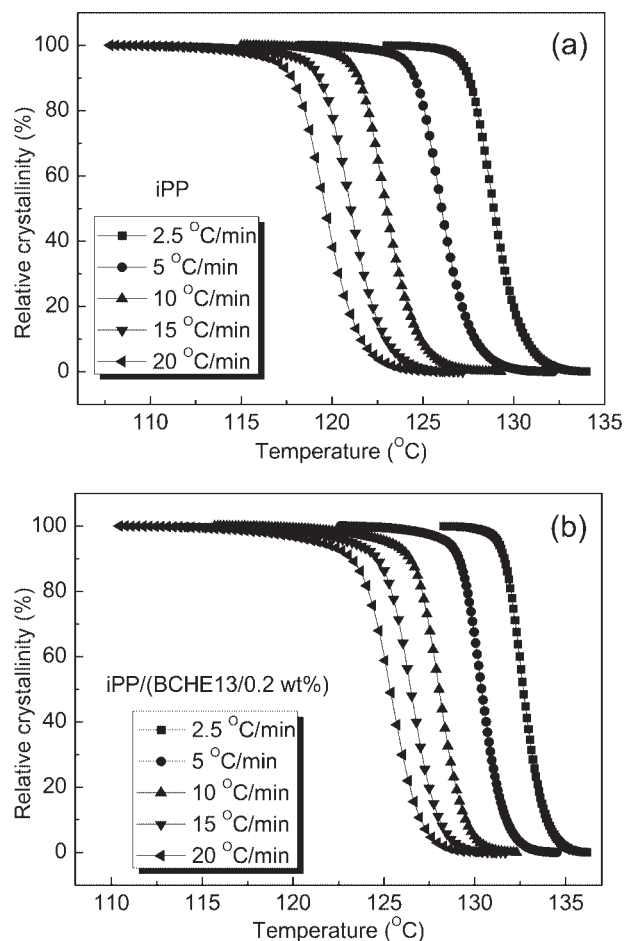 (a)
100
80
60
40
20
0
Relative crystallinity (%)
iPP
2.5 °C/min
5 °C/min
10 °C/min
15 °C/min
20 °C/min
110 115 120 125 130 135
Temperature (°C)
(b)
100
80
60
40
20
0
Relative crystallinity (%)
iPP/(BCHE13/0.2 wt%)
2.5 °C/min
5 °C/min
10 °C/min
15 °C/min
20 °C/min
110 115 120 125 130 135
Temperature (°C)